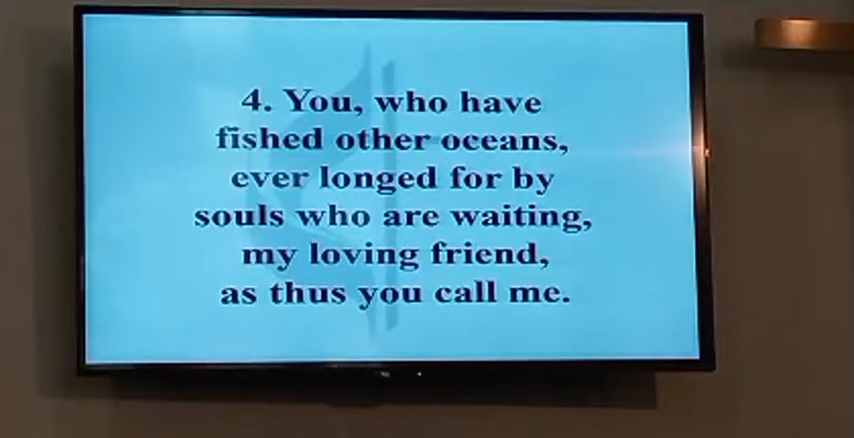 4. You, who have
fished other oceans,
ever longed for by
souls who are waiting,
my loving friend,
as thus you call me.